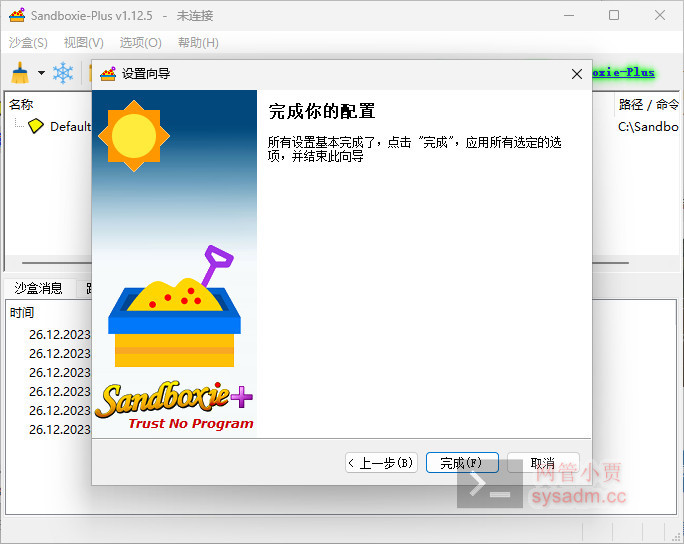 Sandboxie-Plus v1.12.5 - 未连接
沙盒(S) 视图(V) 选项(O) 帮助(H)
oxie-Plus
名称
路径 / 命令
Default
C:\Sandbo
设置向导
完成你的配置
所有设置基本完成了，点击 "完成"，应用所有选定的选
项，并结束此向导
Sandboxie+
Trust No Program
沙盒消息
时间
26.12.2023
26.12.2023
26.12.2023
26.12.2023
26.12.2023
26.12.2023
< 上一步(B)
完成(F)
取消
网管小贾
sysadm.cc